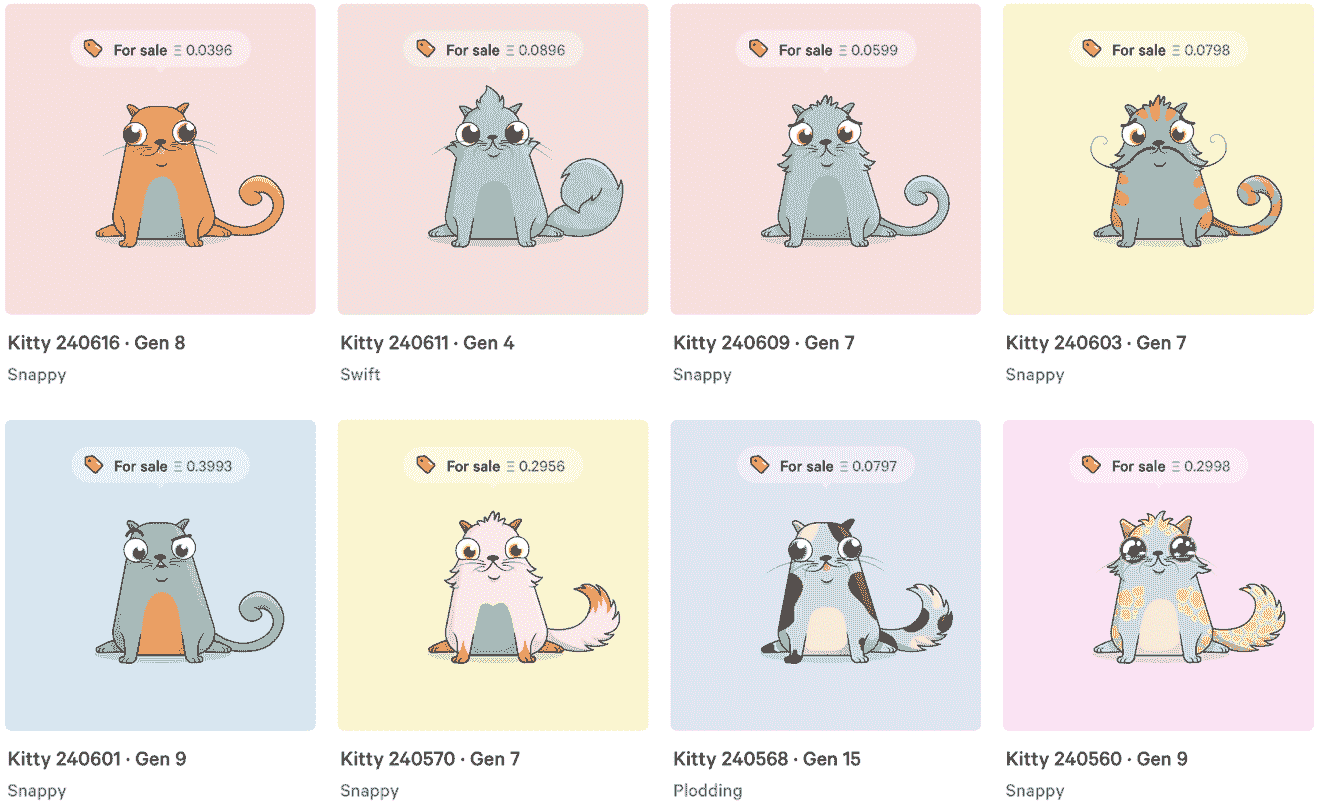 For sale Ξ 0.0396
For sale Ξ 0.0896
For sale Ξ 0.0599
For sale Ξ 0.0798
Kitty 240616 · Gen 8
Kitty 240611 · Gen 4
Kitty 240609 · Gen 7
Kitty 240603 · Gen 7
Snappy
Swift
Snappy
Snappy
For sale Ξ 0.3993
For sale Ξ 0.2956
For sale Ξ 0.0797
For sale Ξ 0.2998
Kitty 240601 · Gen 9
Kitty 240570 · Gen 7
Kitty 240568 · Gen 15
Kitty 240560 · Gen 9
Snappy
Snappy
Plodding
Snappy